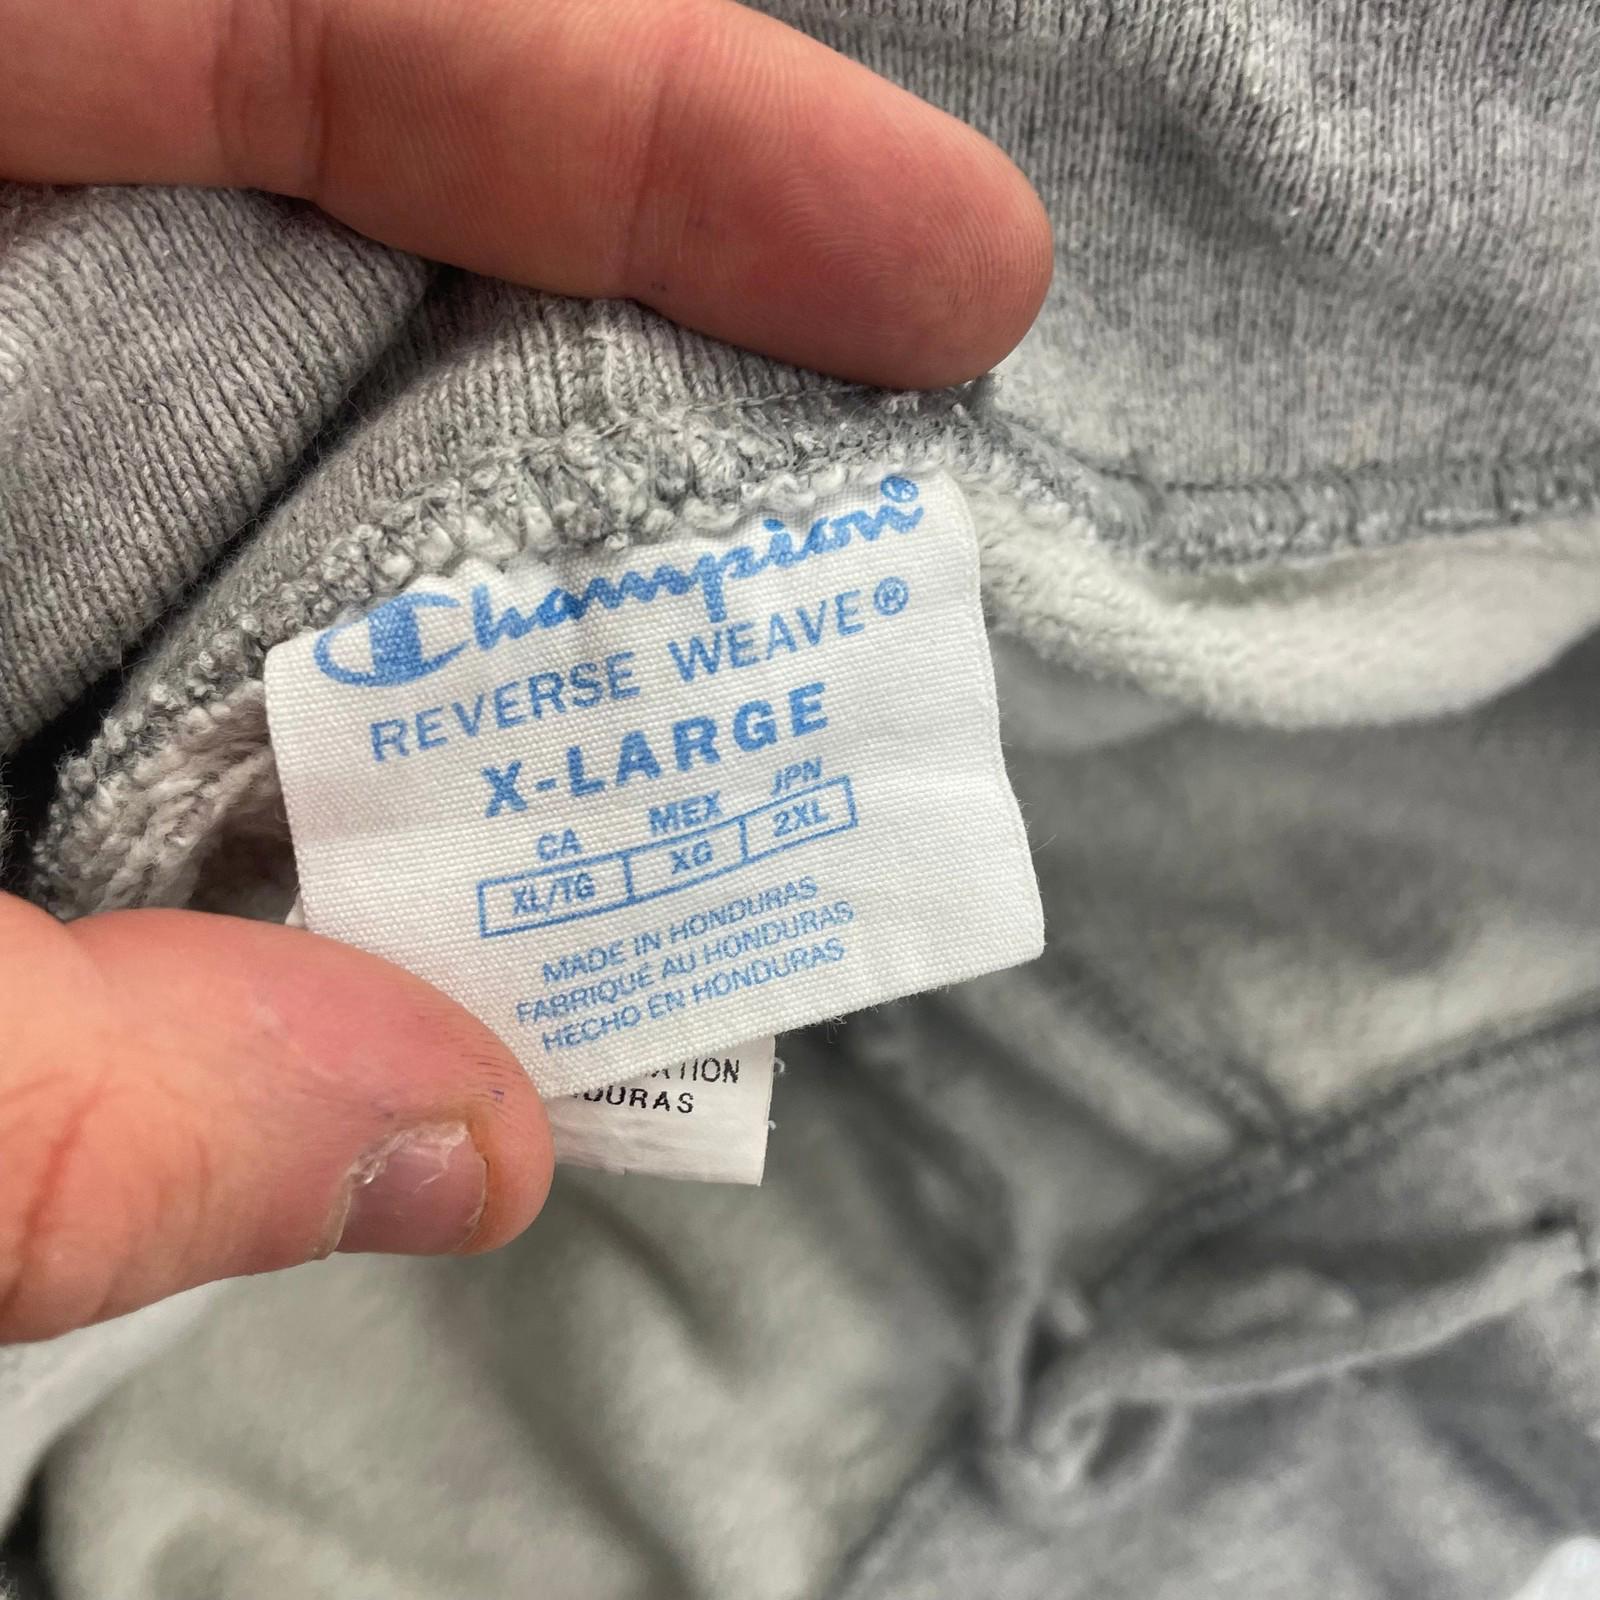 Champion®
REVERSE WEAVE®
X-LARGE
CA MEX JPN
XL/TG XG 2XL
MADE IN HONDURAS
FABRIQUÉ AU HONDURAS
HECHO EN HONDURAS